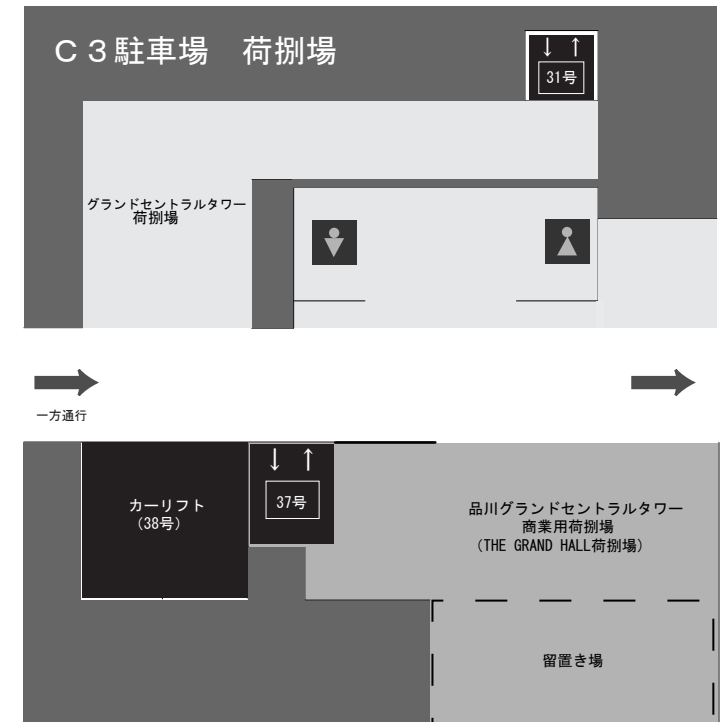 C3駐車場　荷捌場
↓ ↑
31号
グランドセントラルタワー
荷捌場
一方通行
↓ ↑
37号
カーリフト
（38号）
品川グランドセントラルタワー
商業用荷捌場
（THE GRAND HALL荷捌場）
留置き場